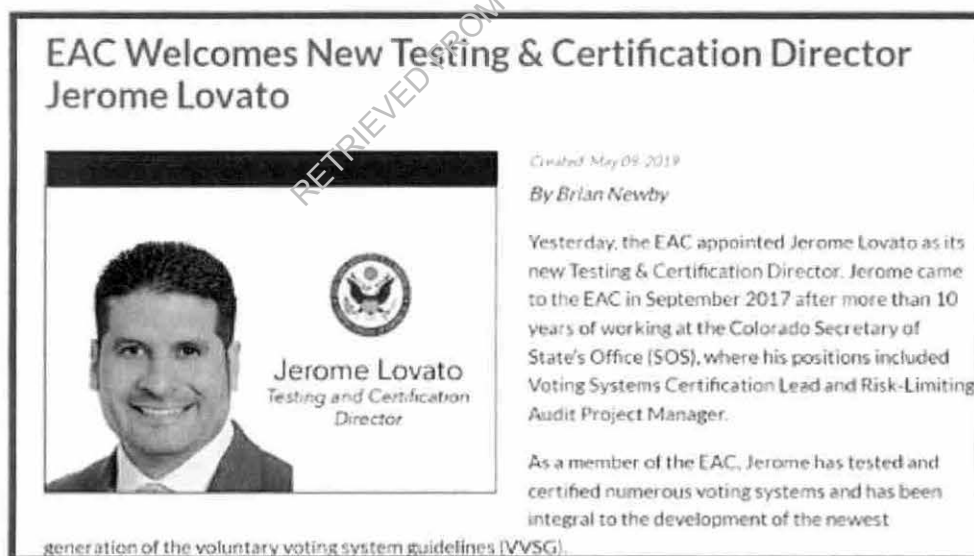 RETRIEVED FROM
EAC Welcomes New Testing & Certification Director
Jerome Lovato
Jerome Lovato
Testing and Certification
Director
Created: May 09, 2019
By Brian Newby
Yesterday, the EAC appointed Jerome Lovato as its
new Testing & Certification Director. Jerome came
to the EAC in September 2017 after more than 10
years of working at the Colorado Secretary of
State's Office (SOS), where his positions included
Voting Systems Certification Lead and Risk-Limiting
Audit Project Manager.
As a member of the EAC, Jerome has tested and
certified numerous voting systems and has been
integral to the development of the newest
generation of the voluntary voting system guidelines (VVSG).